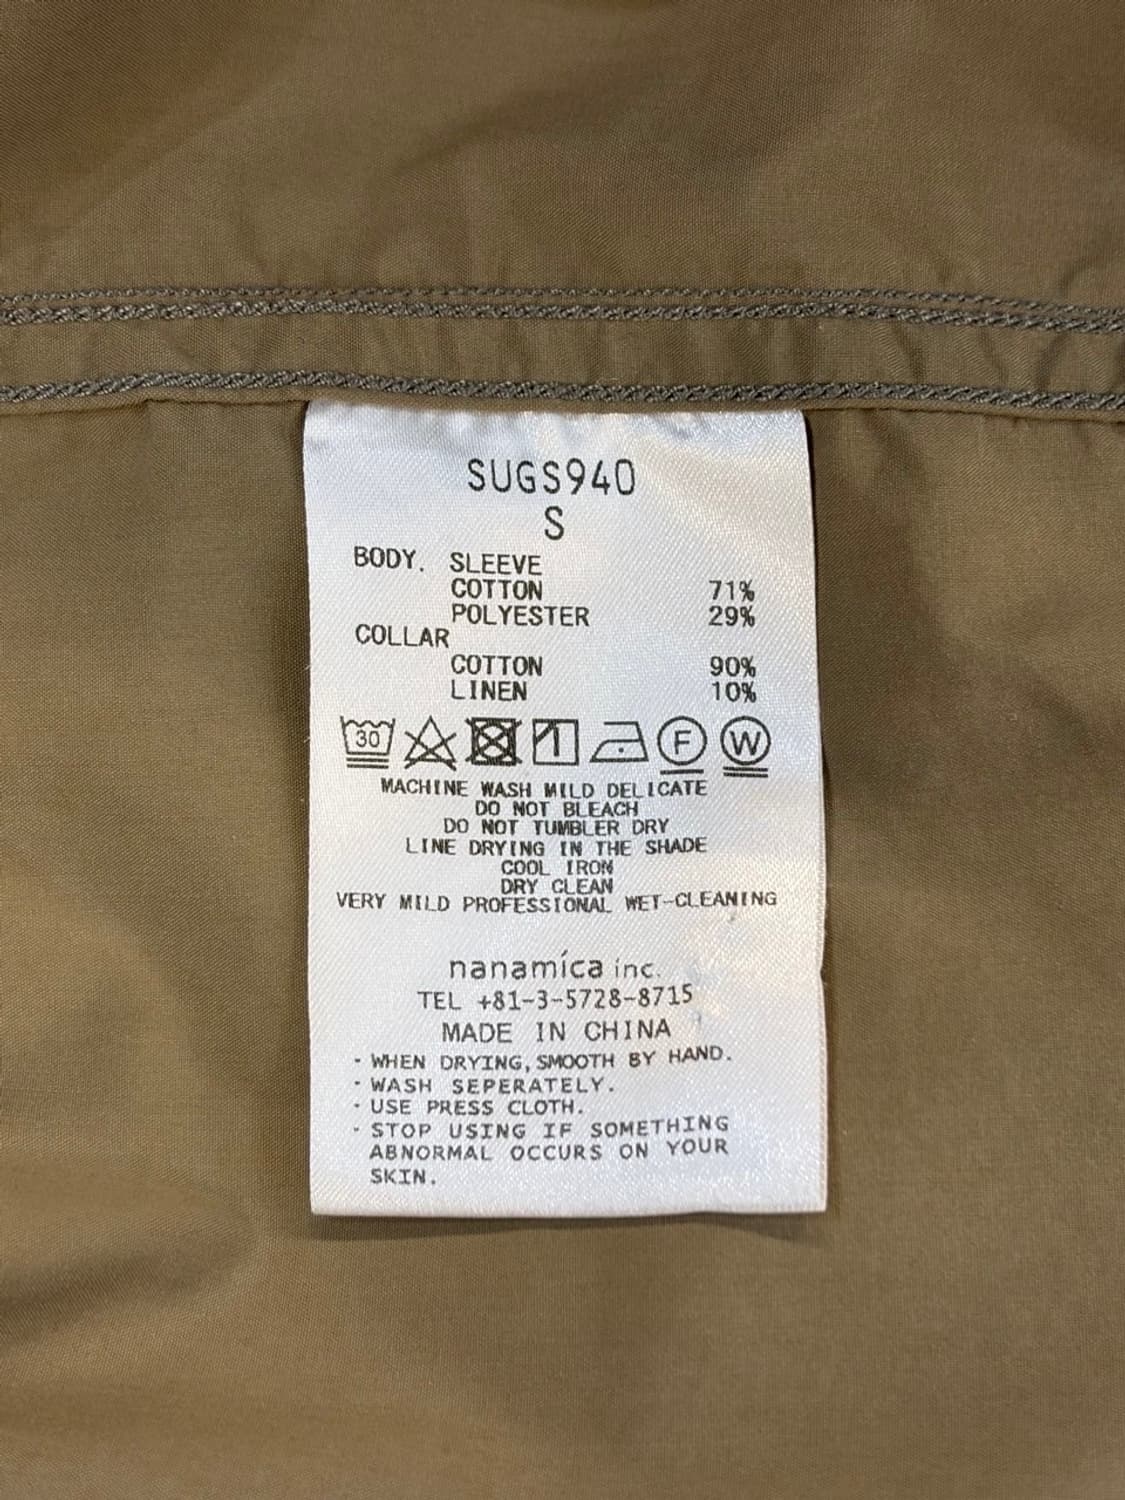 SUGS940
S
BODY. SLEEVE
COTTON 71%
POLYESTER 29%
COLLAR
COTTON 90%
LINEN 10%
30 F W
MACHINE WASH MILD DELICATE
DO NOT BLEACH
DO NOT TUMBLER DRY
LINE DRYING IN THE SHADE
COOL IRON
DRY CLEAN
VERY MILD PROFESSIONAL WET-CLEANING
nanamíca inc.
TEL +81-3-5728-8715
MADE IN CHINA
・WHEN DRYING, SMOOTH BY HAND.
・WASH SEPERATELY.
・USE PRESS CLOTH.
・STOP USING IF SOMETHING
ABNORMAL OCCURS ON YOUR
SKIN.